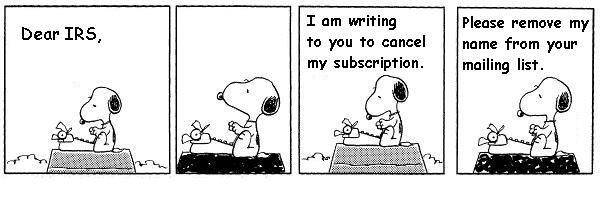 Dear IRS,
I am writing
to you to cancel
my subscription.
Please remove my
name from your
mailing list.